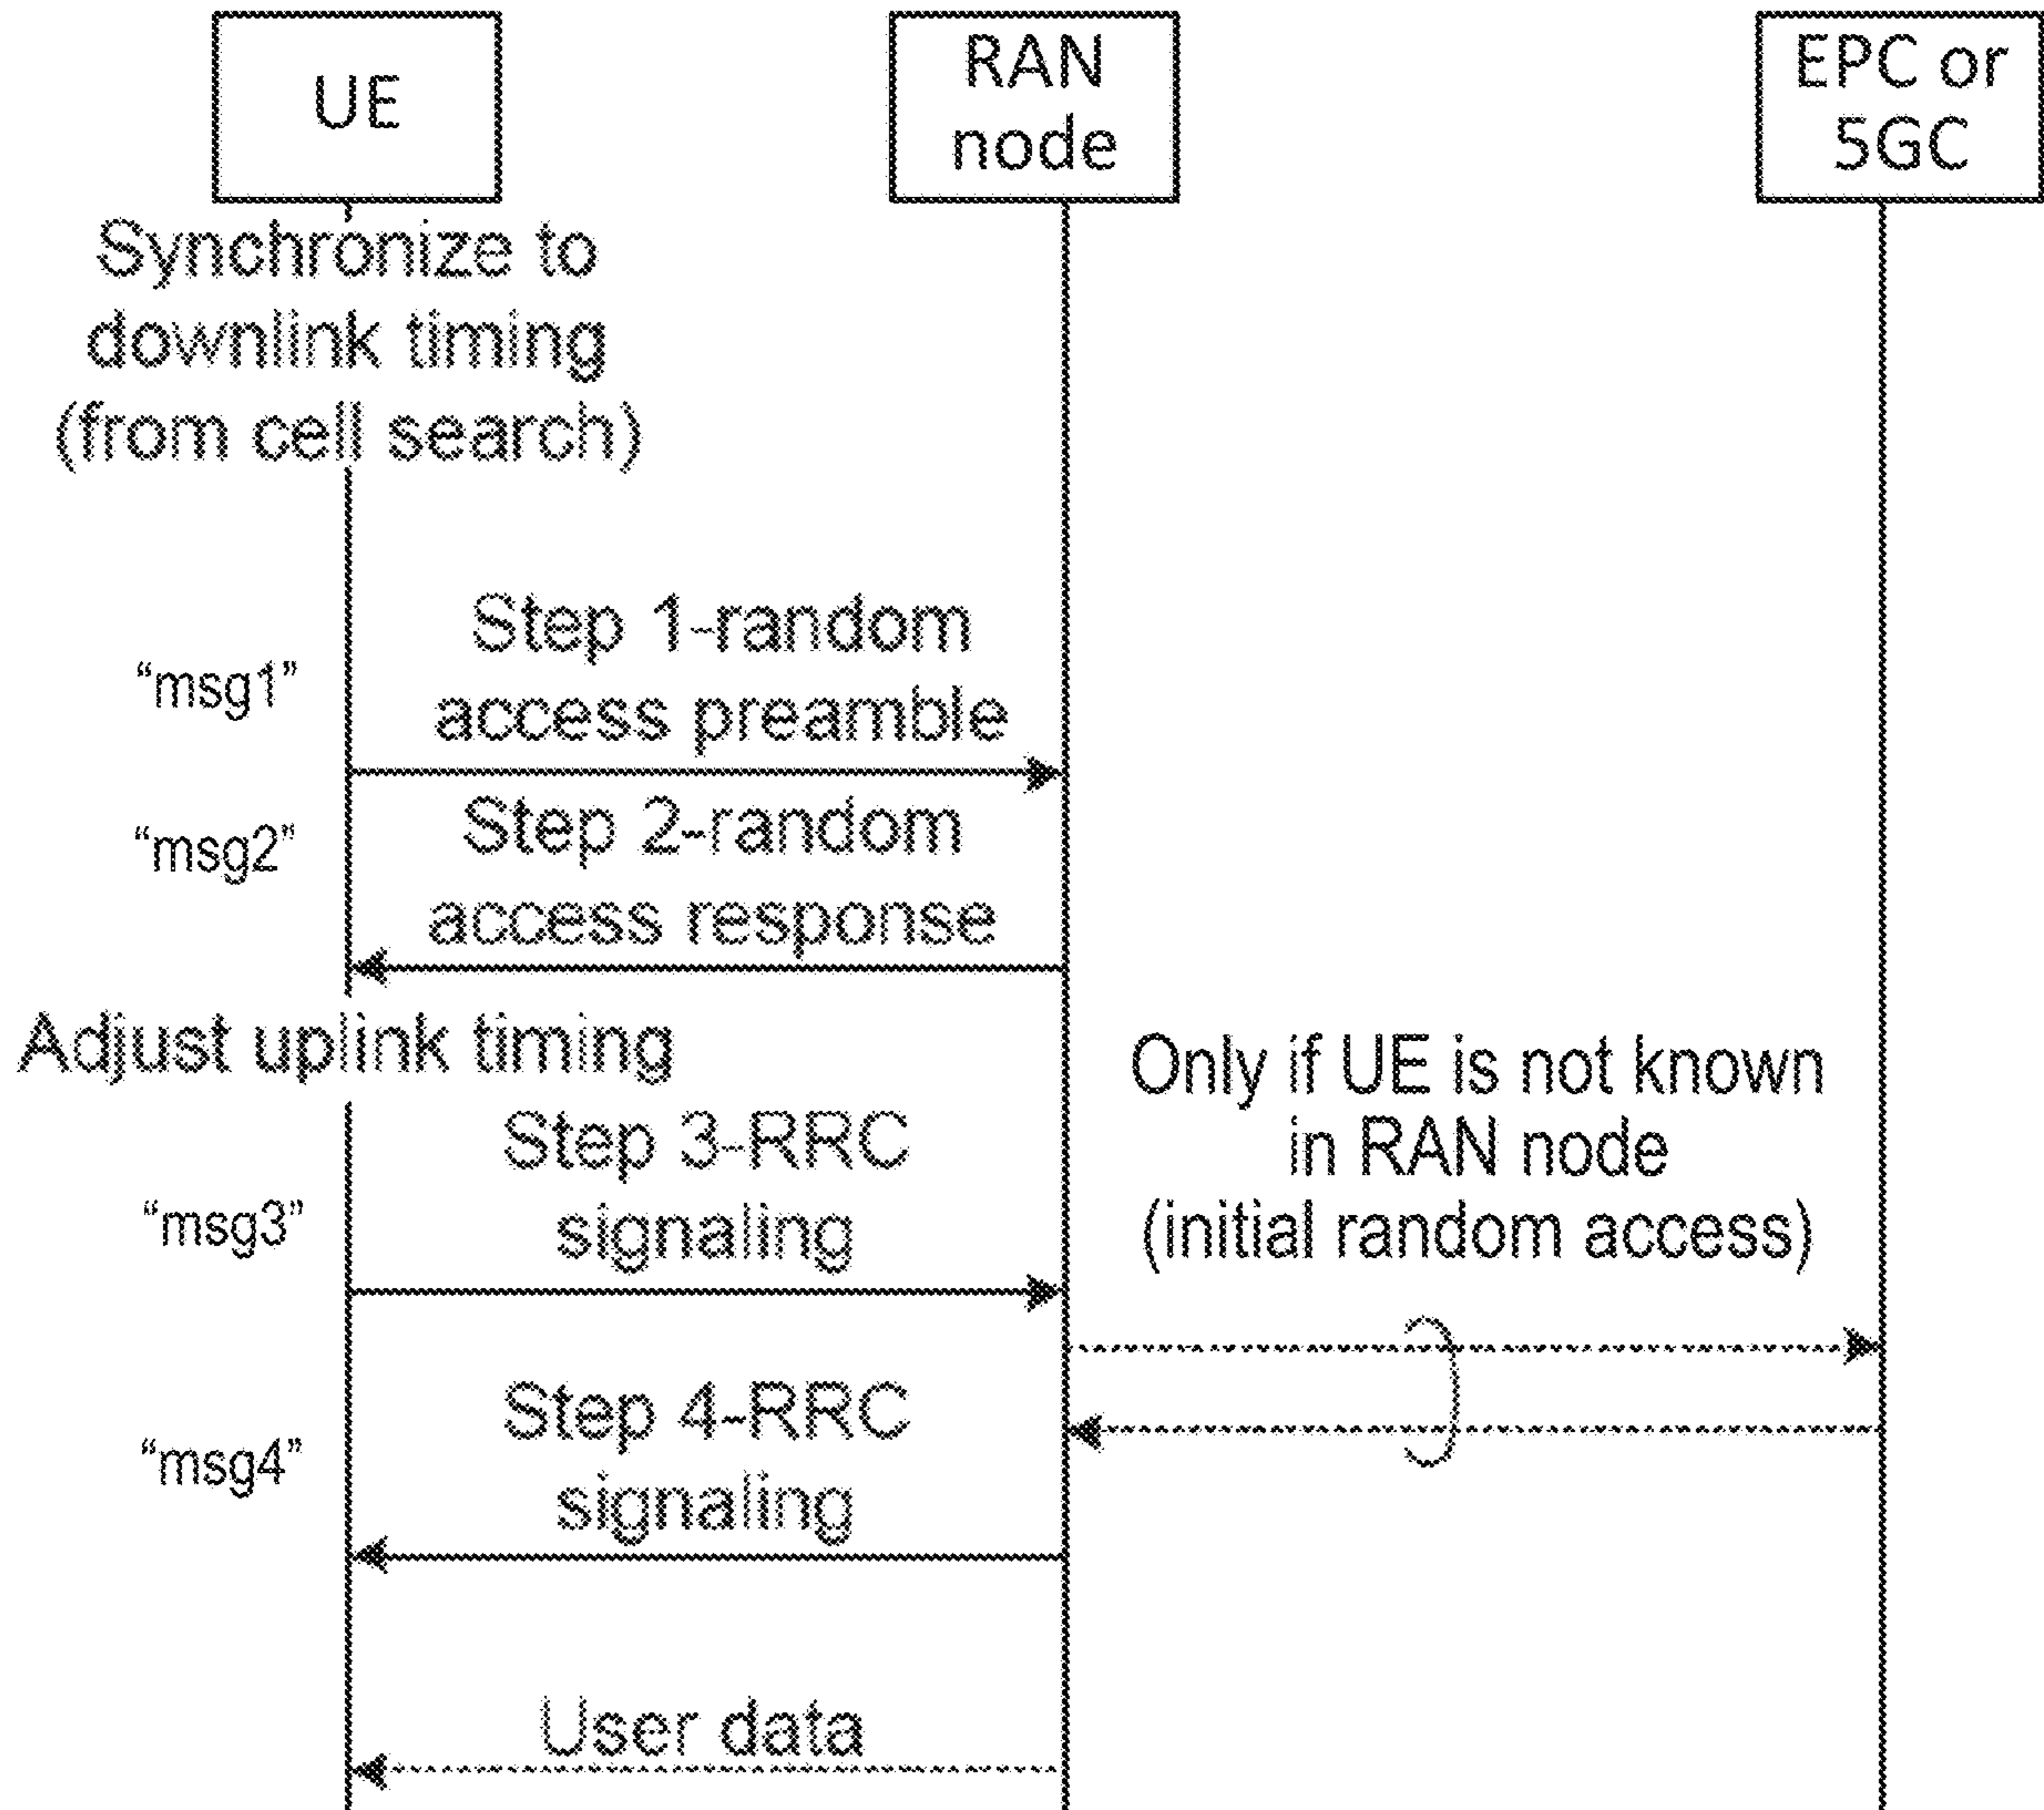 UE
RAN
node
EPC or
5GC
Synchronize to
downlink timing
(from cell search)
"msg1"
Step 1-random
access preamble
"msg2"
Step 2-random
access response
Adjust uplink timing
Only if UE is not known
in RAN node
(initial random access)
"msg3"
Step 3-RRC
signaling
"msg4"
Step 4-RRC
signaling
User data